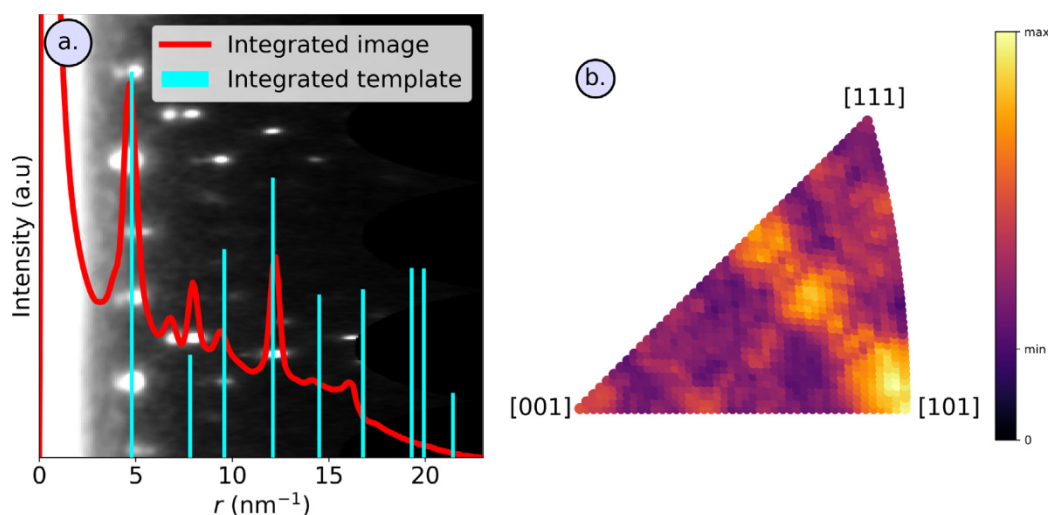 a.
Integrated image
Integrated template
Intensity (a.u)
0 5 10 15 20
r (nm⁻¹)
b.
[111]
[001]
[101]
max
min
0